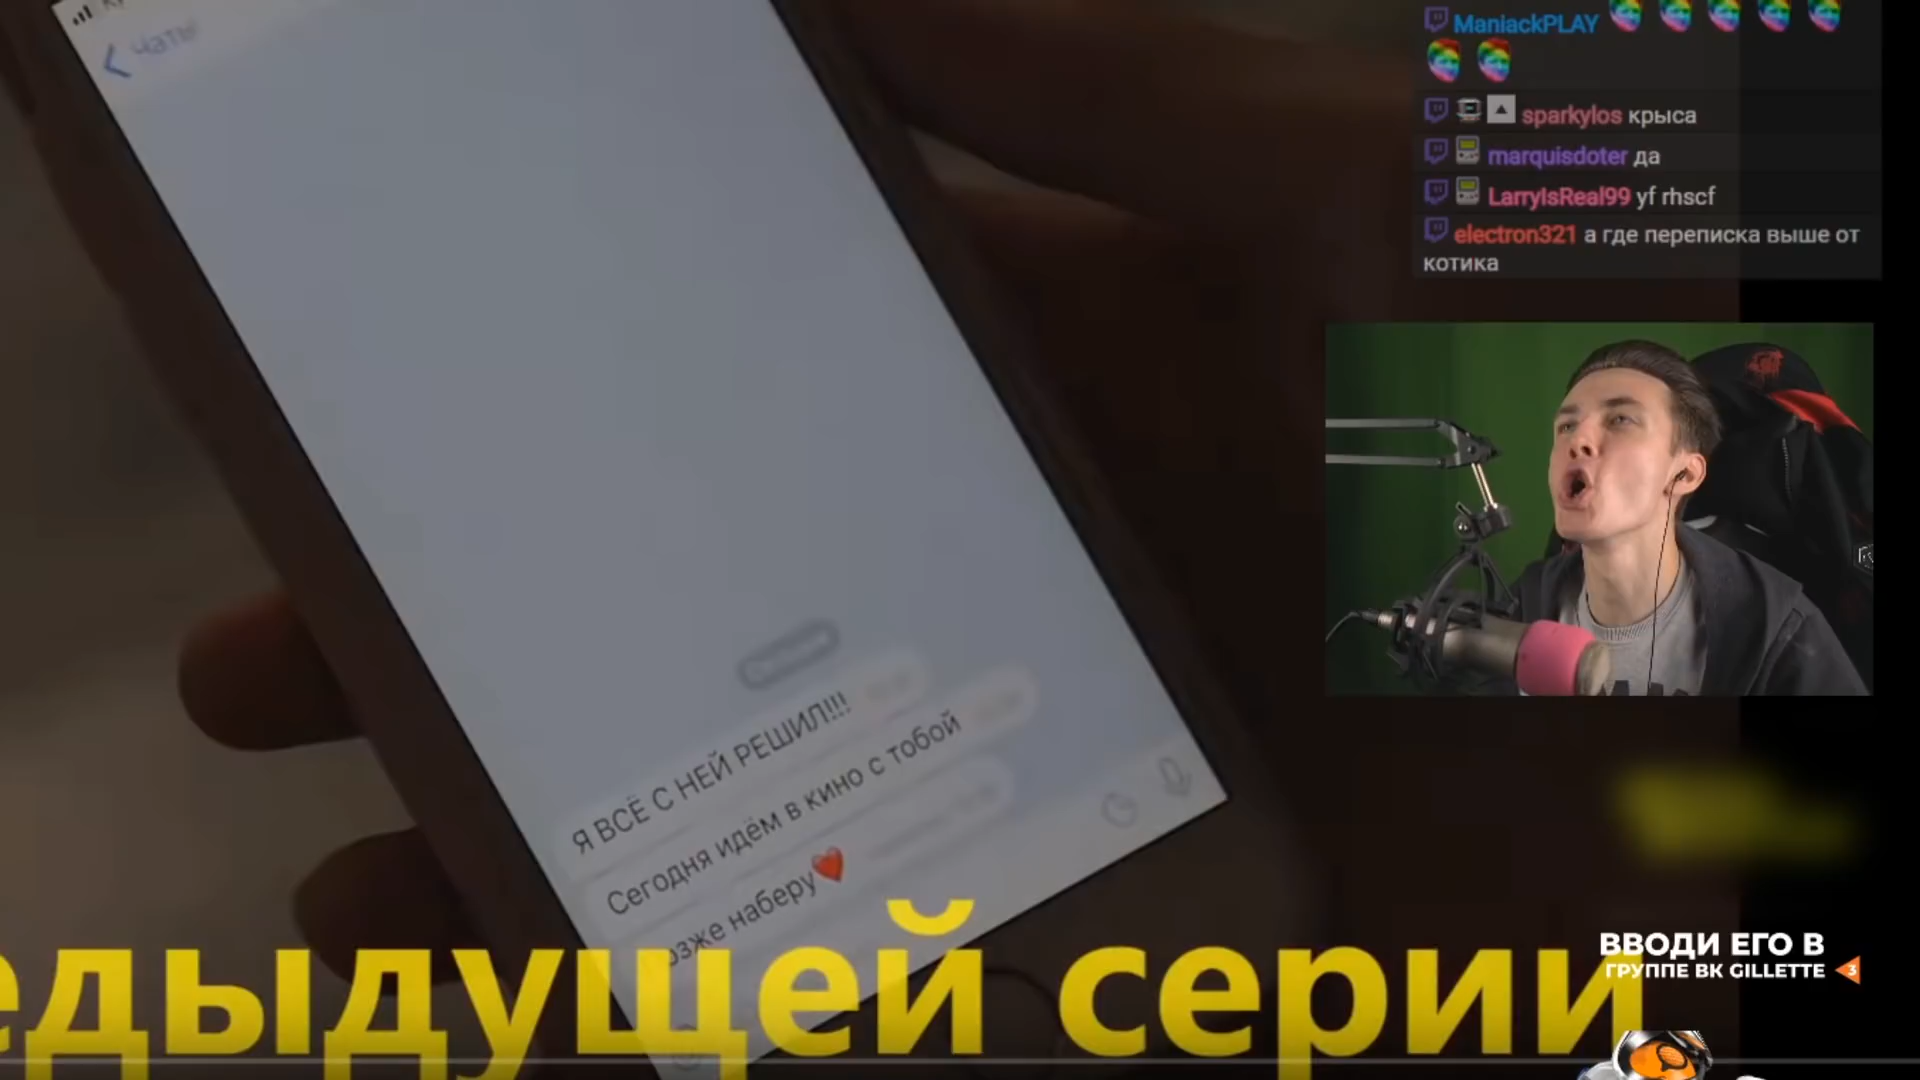 Чаты
ManiackPLAY
sparkylos крыса
marquisdoter да
LarryIsReal99 yf rhscf
electron321 а где переписка выше от
котика
Я ВСЁ С НЕЙ РЕШИЛ!!!
Сегодня идём в кино с тобой
озже наберу❤️
едыдущей серии
ВВОДИ ЕГО В
ГРУППЕ ВК GILLETTE
3